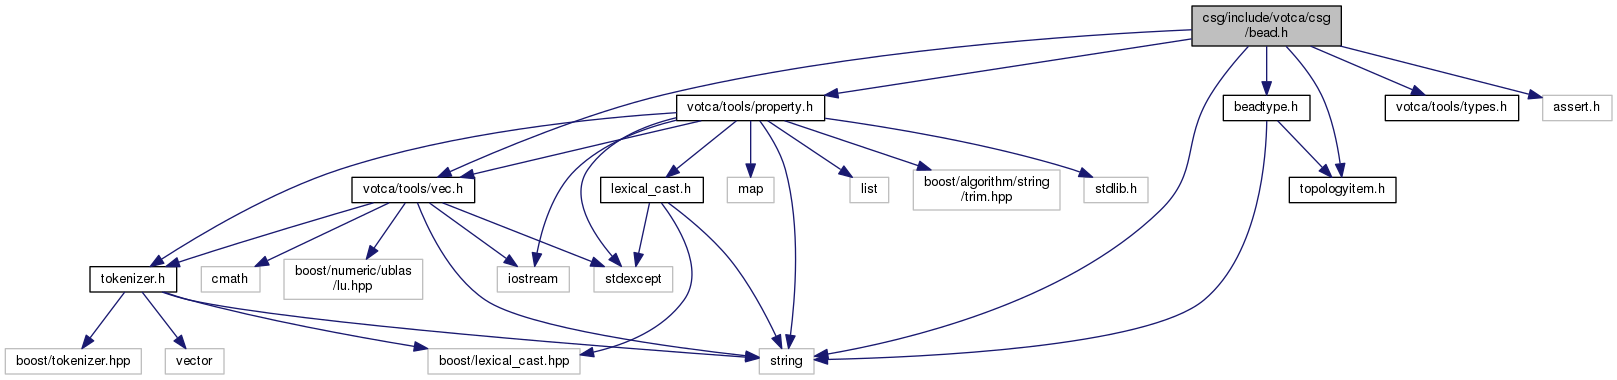 csg/include/votca/csg
/bead.h
votca/tools/property.h
beadtype.h
votca/tools/types.h
assert.h
votca/tools/vec.h
lexical_cast.h
map
list
boost/algorithm/string
/trim.hpp
stdlib.h
topologyitem.h
tokenizer.h
cmath
boost/numeric/ublas
/lu.hpp
iostream
stdexcept
boost/tokenizer.hpp
vector
boost/lexical_cast.hpp
string